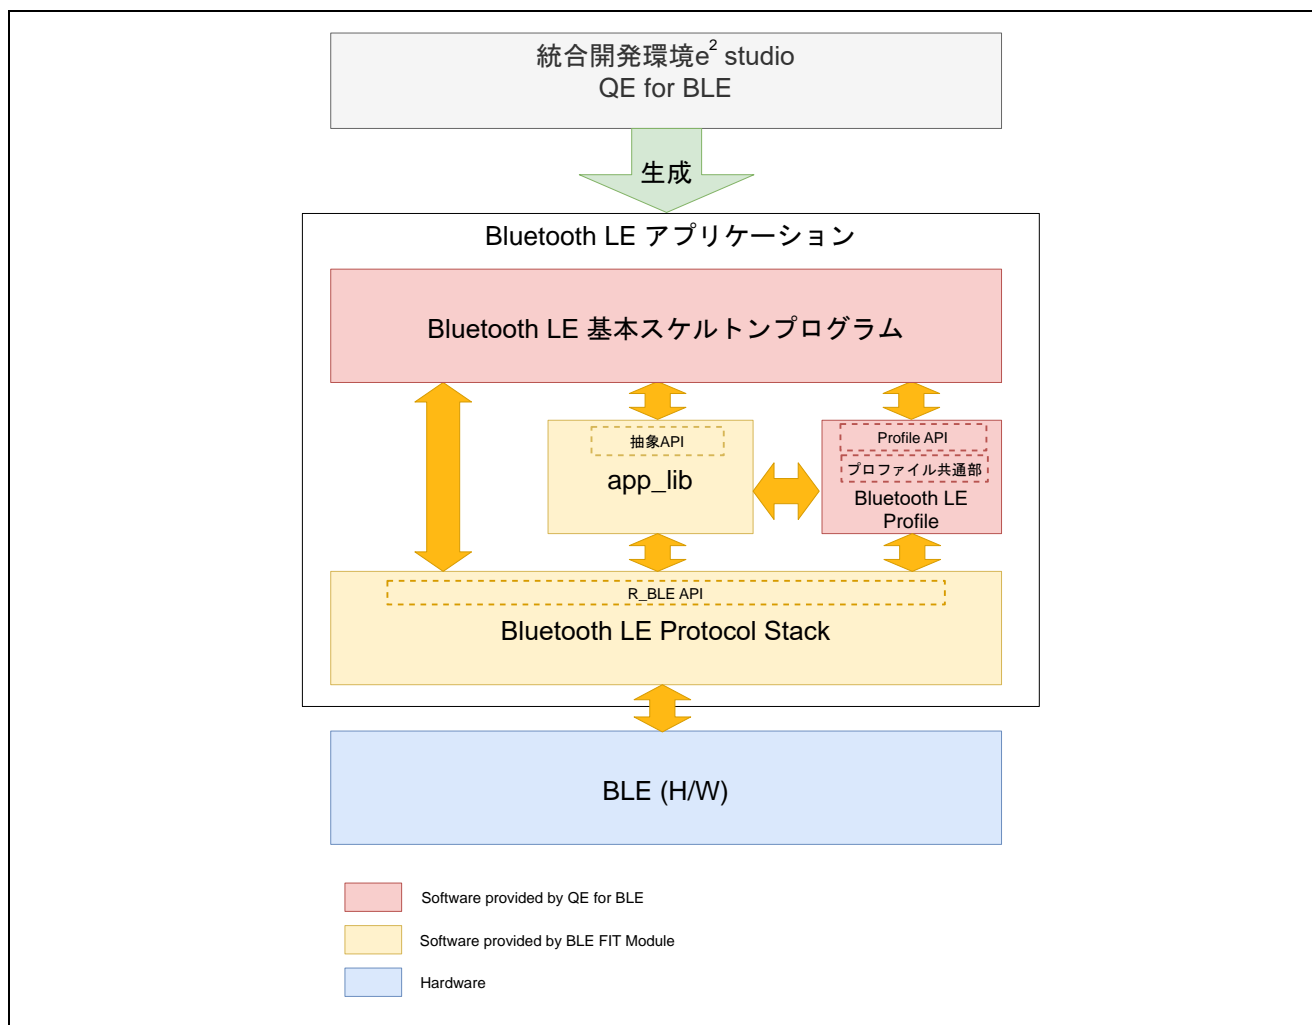 統合開発環境e² studio
QE for BLE
生成
Bluetooth LE アプリケーション
Bluetooth LE 基本スケルトンプログラム
抽象API
app_lib
Profile API
プロファイル共通部
Bluetooth LE
Profile
R_BLE API
Bluetooth LE Protocol Stack
BLE (H/W)
Software provided by QE for BLE
Software provided by BLE FIT Module
Hardware